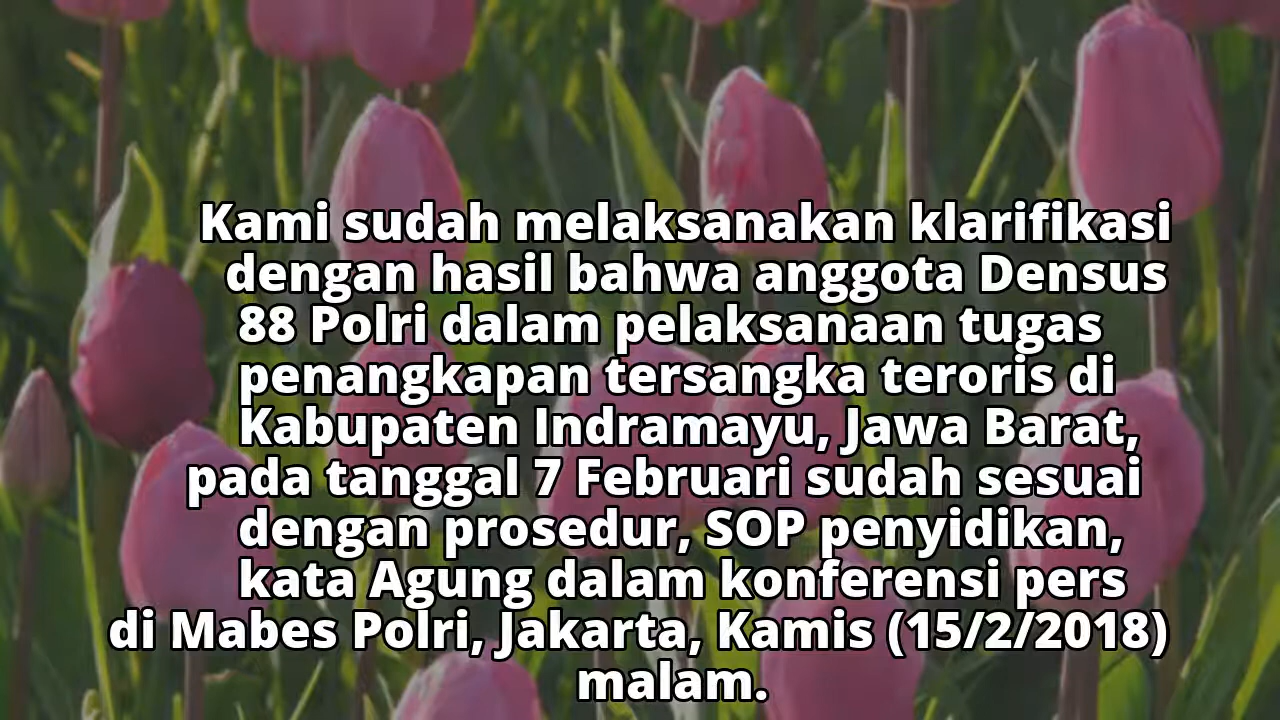 Kami sudah melaksanakan klarifikasi
dengan hasil bahwa anggota Densus
88 Polri dalam pelaksanaan tugas
penangkapan tersangka teroris di
Kabupaten Indramayu, Jawa Barat,
pada tanggal 7 Februari sudah sesuai
dengan prosedur, SOP penyidikan,
kata Agung dalam konferensi pers
di Mabes Polri, Jakarta, Kamis (15/2/2018)
malam.